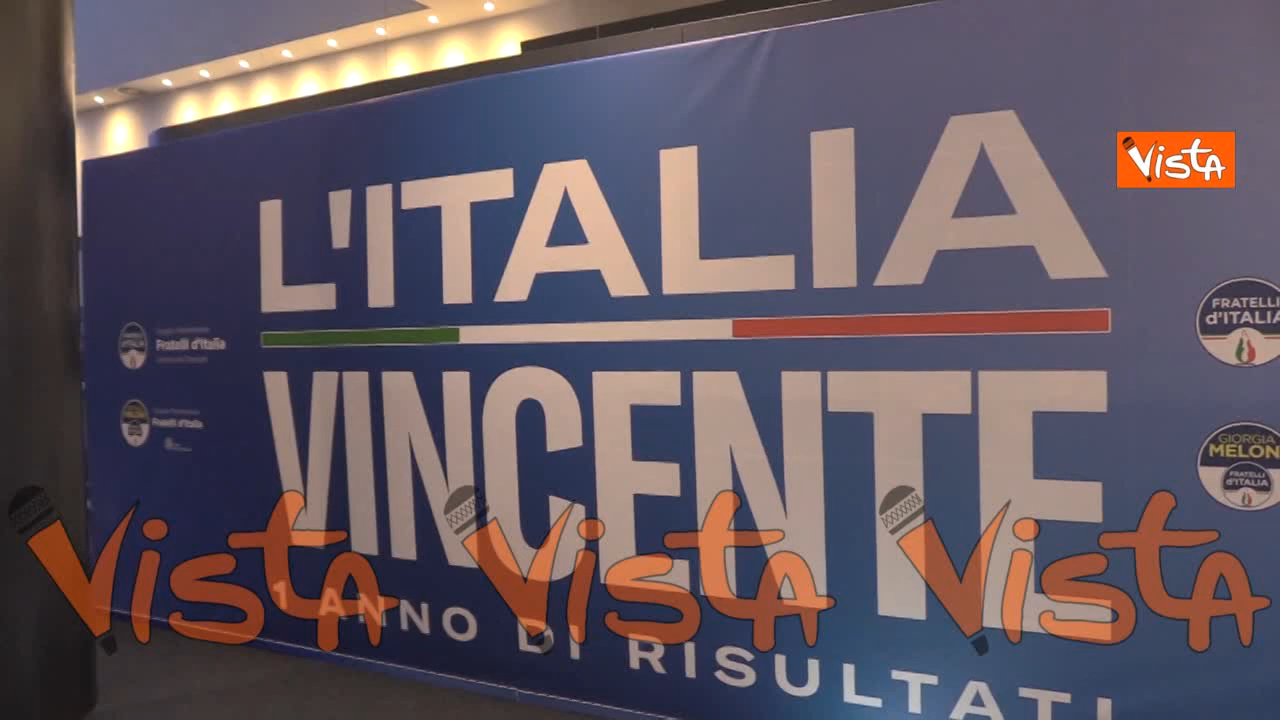 Vista
L'ITALIA
VINCENTE
1 ANNO DI RISULTATI
Fratelli d'Italia
Fratelli d'Italia
FRATELLI
d'ITALIA
GIORGIA
MELONI
FRATELLI
d'ITALIA
Vista Vista Vista